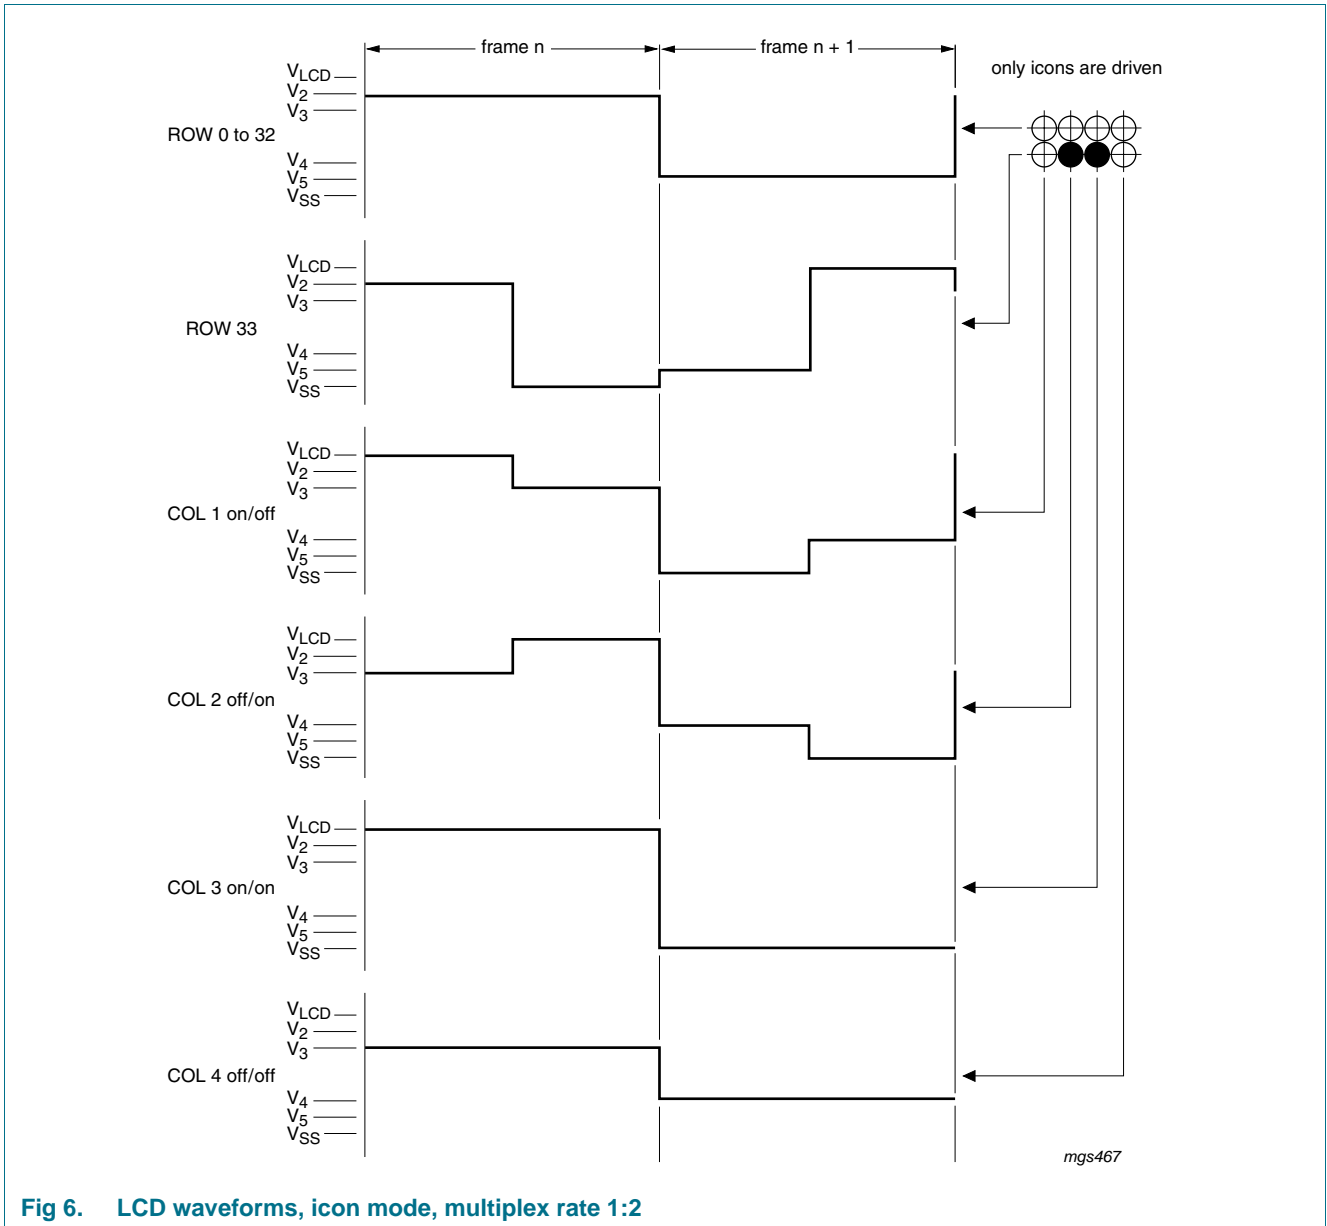 frame n
frame n + 1
only icons are driven
VLCD
V2
V3
ROW 0 to 32
V4
V5
VSS
VLCD
V2
V3
ROW 33
V4
V5
VSS
VLCD
V2
V3
COL 1 on/off
V4
V5
VSS
VLCD
V2
V3
COL 2 off/on
V4
V5
VSS
VLCD
V2
V3
COL 3 on/on
V4
V5
VSS
VLCD
V2
V3
COL 4 off/off
V4
V5
VSS
mgs467
Fig 6. LCD waveforms, icon mode, multiplex rate 1:2